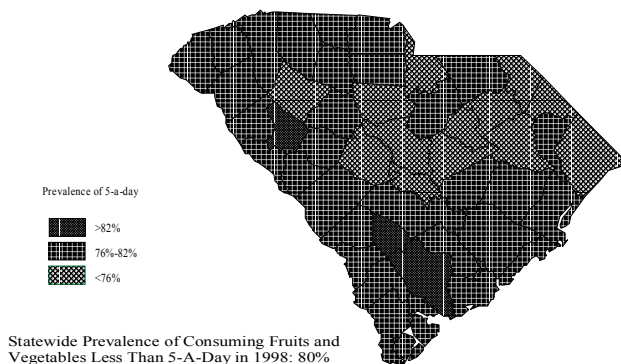 Prevalence of 5-a-day
>82%
76%-82%
<76%
Statewide Prevalence of Consuming Fruits and
Vegetables Less Than 5-A-Day in 1998: 80%